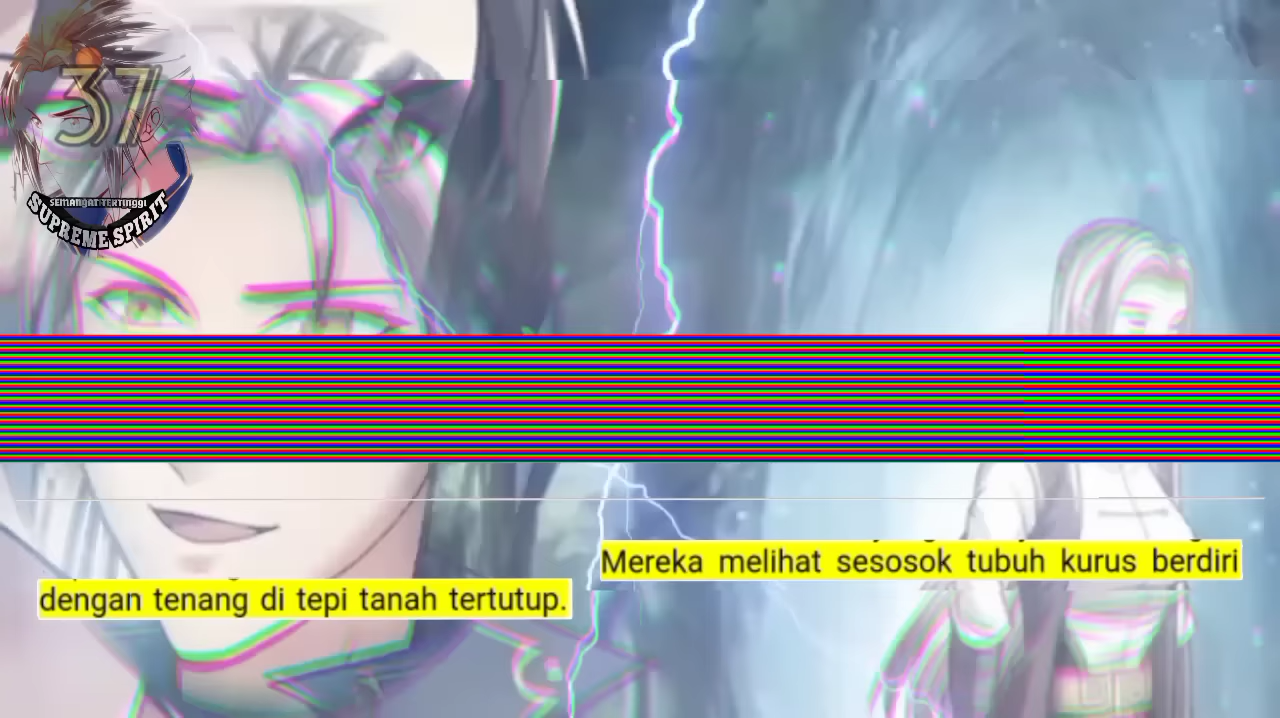 37
SEMANGAT TERTINGGI
SUPREME SPIRIT
Mereka melihat sesosok tubuh kurus berdiri
dengan tenang di tepi tanah tertutup.